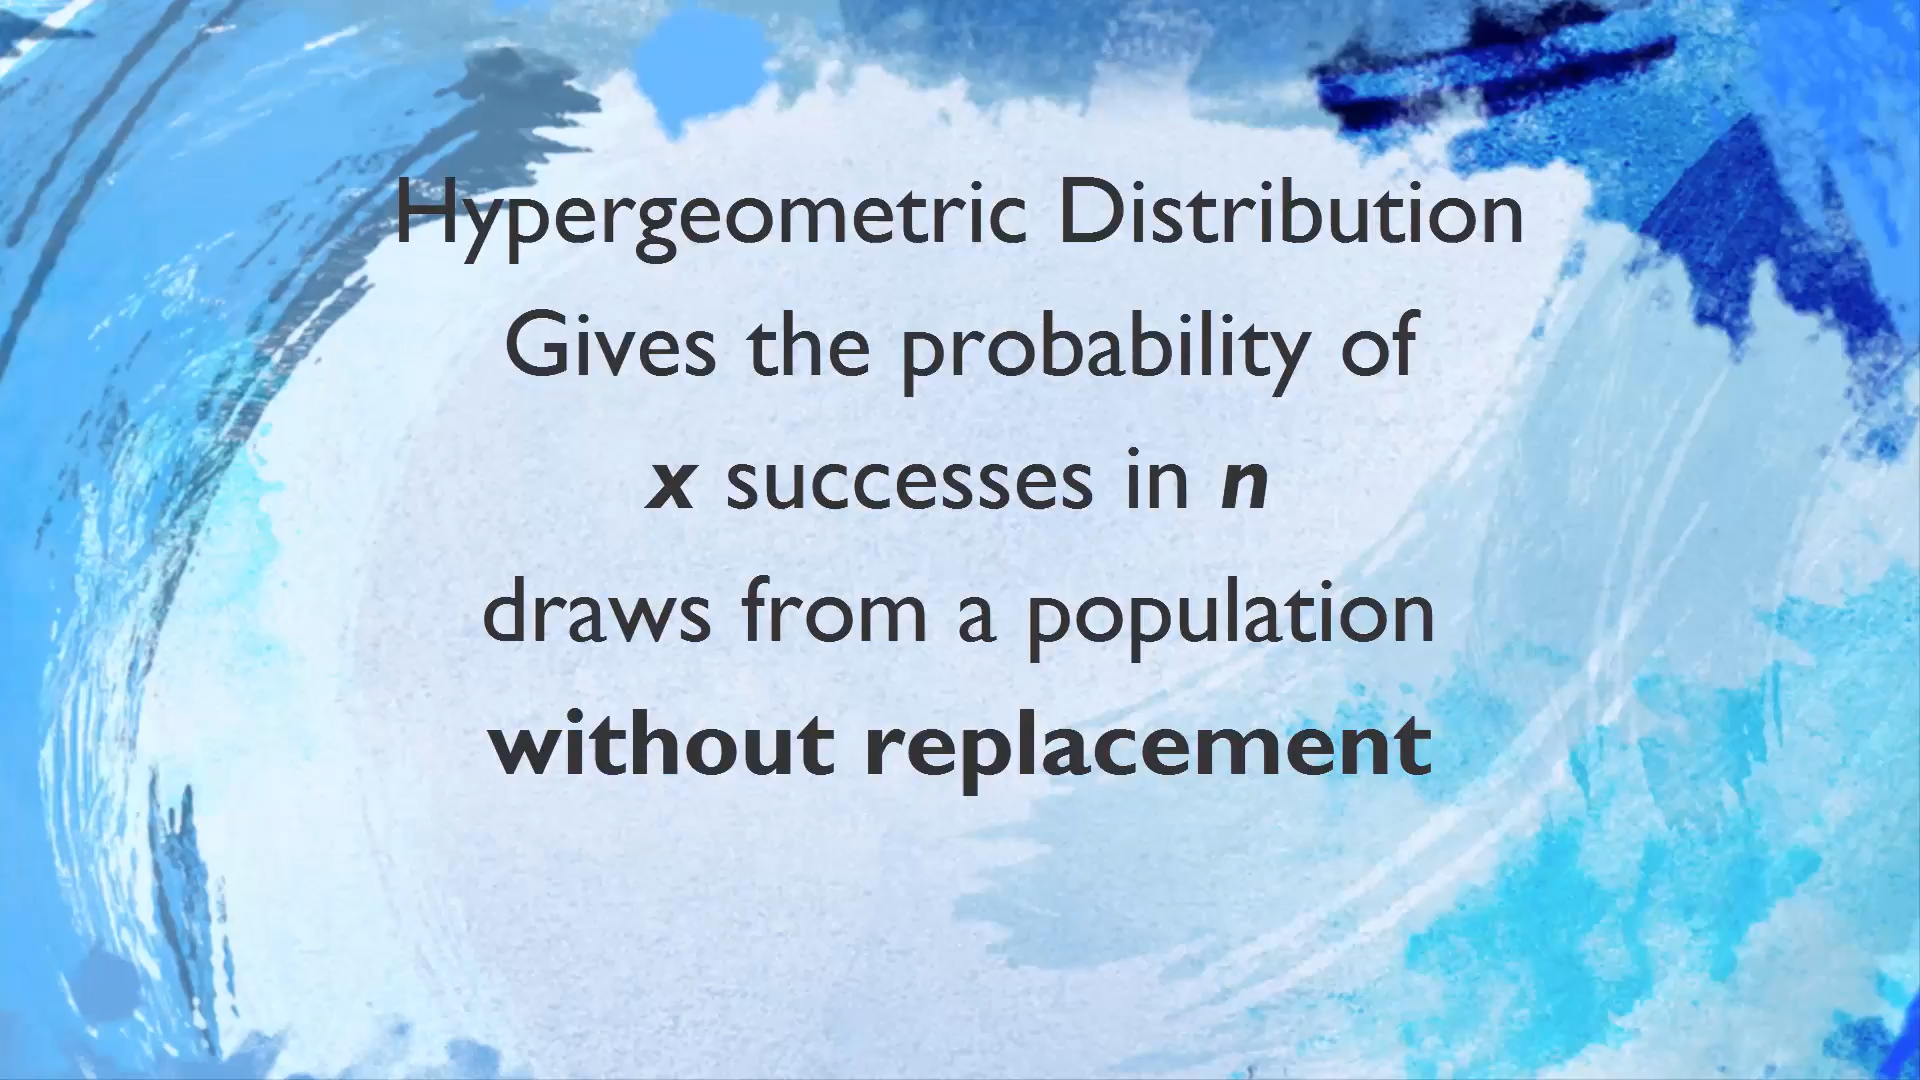 Hypergeometric Distribution
Gives the probability of
x successes in n
draws from a population
without replacement